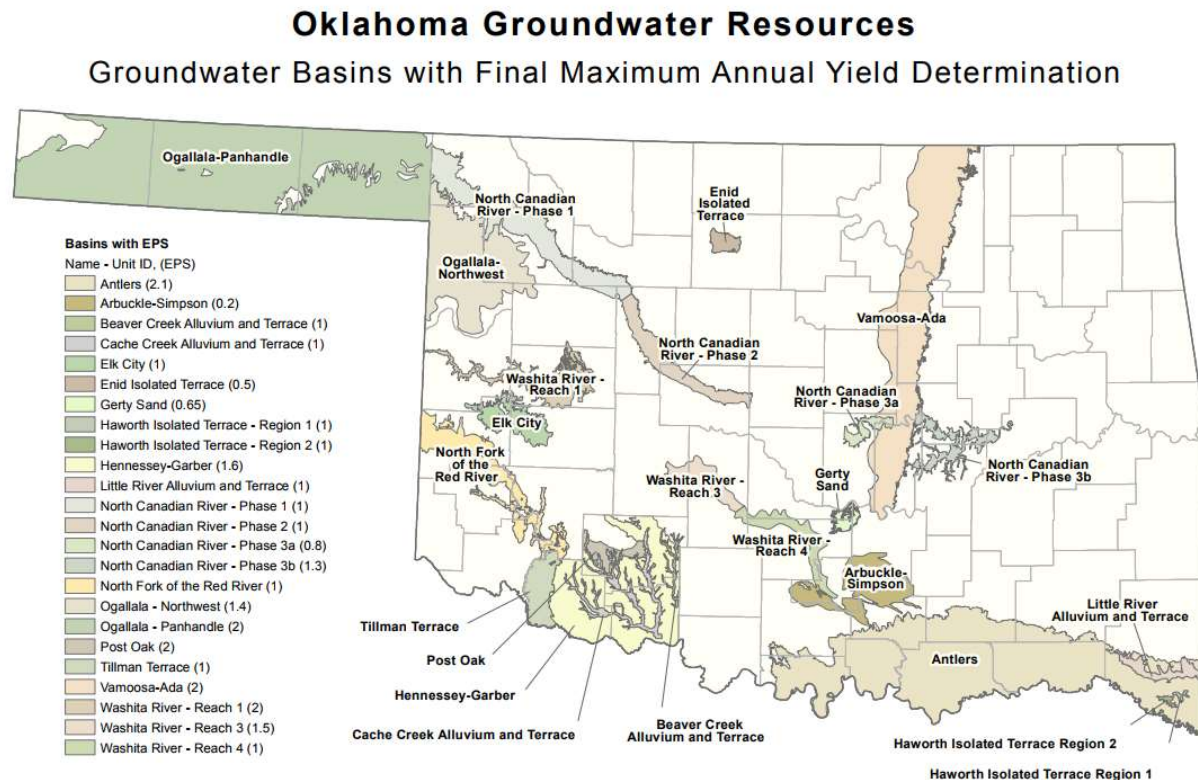 Oklahoma Groundwater Resources
Groundwater Basins with Final Maximum Annual Yield Determination
Ogallala-Panhandle
North Canadian
River - Phase 1
Enid
Isolated
Terrace
Ogallala-
Northwest
Vamoosa-Ada
North Canadian
River - Phase 2
Washita River -
Reach 1
North Canadian
River - Phase 3a
Elk City
North Fork
of the
Red River
Washita River -
Reach 3
Gerty
Sand
North Canadian
River - Phase 3b
Washita River -
Reach 4
Arbuckle-
Simpson
Little River
Alluvium and Terrace
Tillman Terrace
Post Oak
Antlers
Hennessey-Garber
Cache Creek Alluvium and Terrace
Beaver Creek
Alluvium and Terrace
Haworth Isolated Terrace Region 2
Haworth Isolated Terrace Region 1
Basins with EPS
Name - Unit ID, (EPS)
Antlers (2.1)
Arbuckle-Simpson (0.2)
Beaver Creek Alluvium and Terrace (1)
Cache Creek Alluvium and Terrace (1)
Elk City (1)
Enid Isolated Terrace (0.5)
Gerty Sand (0.65)
Haworth Isolated Terrace - Region 1 (1)
Haworth Isolated Terrace - Region 2 (1)
Hennessey-Garber (1.6)
Little River Alluvium and Terrace (1)
North Canadian River - Phase 1 (1)
North Canadian River - Phase 2 (1)
North Canadian River - Phase 3a (0.8)
North Canadian River - Phase 3b (1.3)
North Fork of the Red River (1)
Ogallala - Northwest (1.4)
Ogallala - Panhandle (2)
Post Oak (2)
Tillman Terrace (1)
Vamoosa-Ada (2)
Washita River - Reach 1 (2)
Washita River - Reach 3 (1.5)
Washita River - Reach 4 (1)